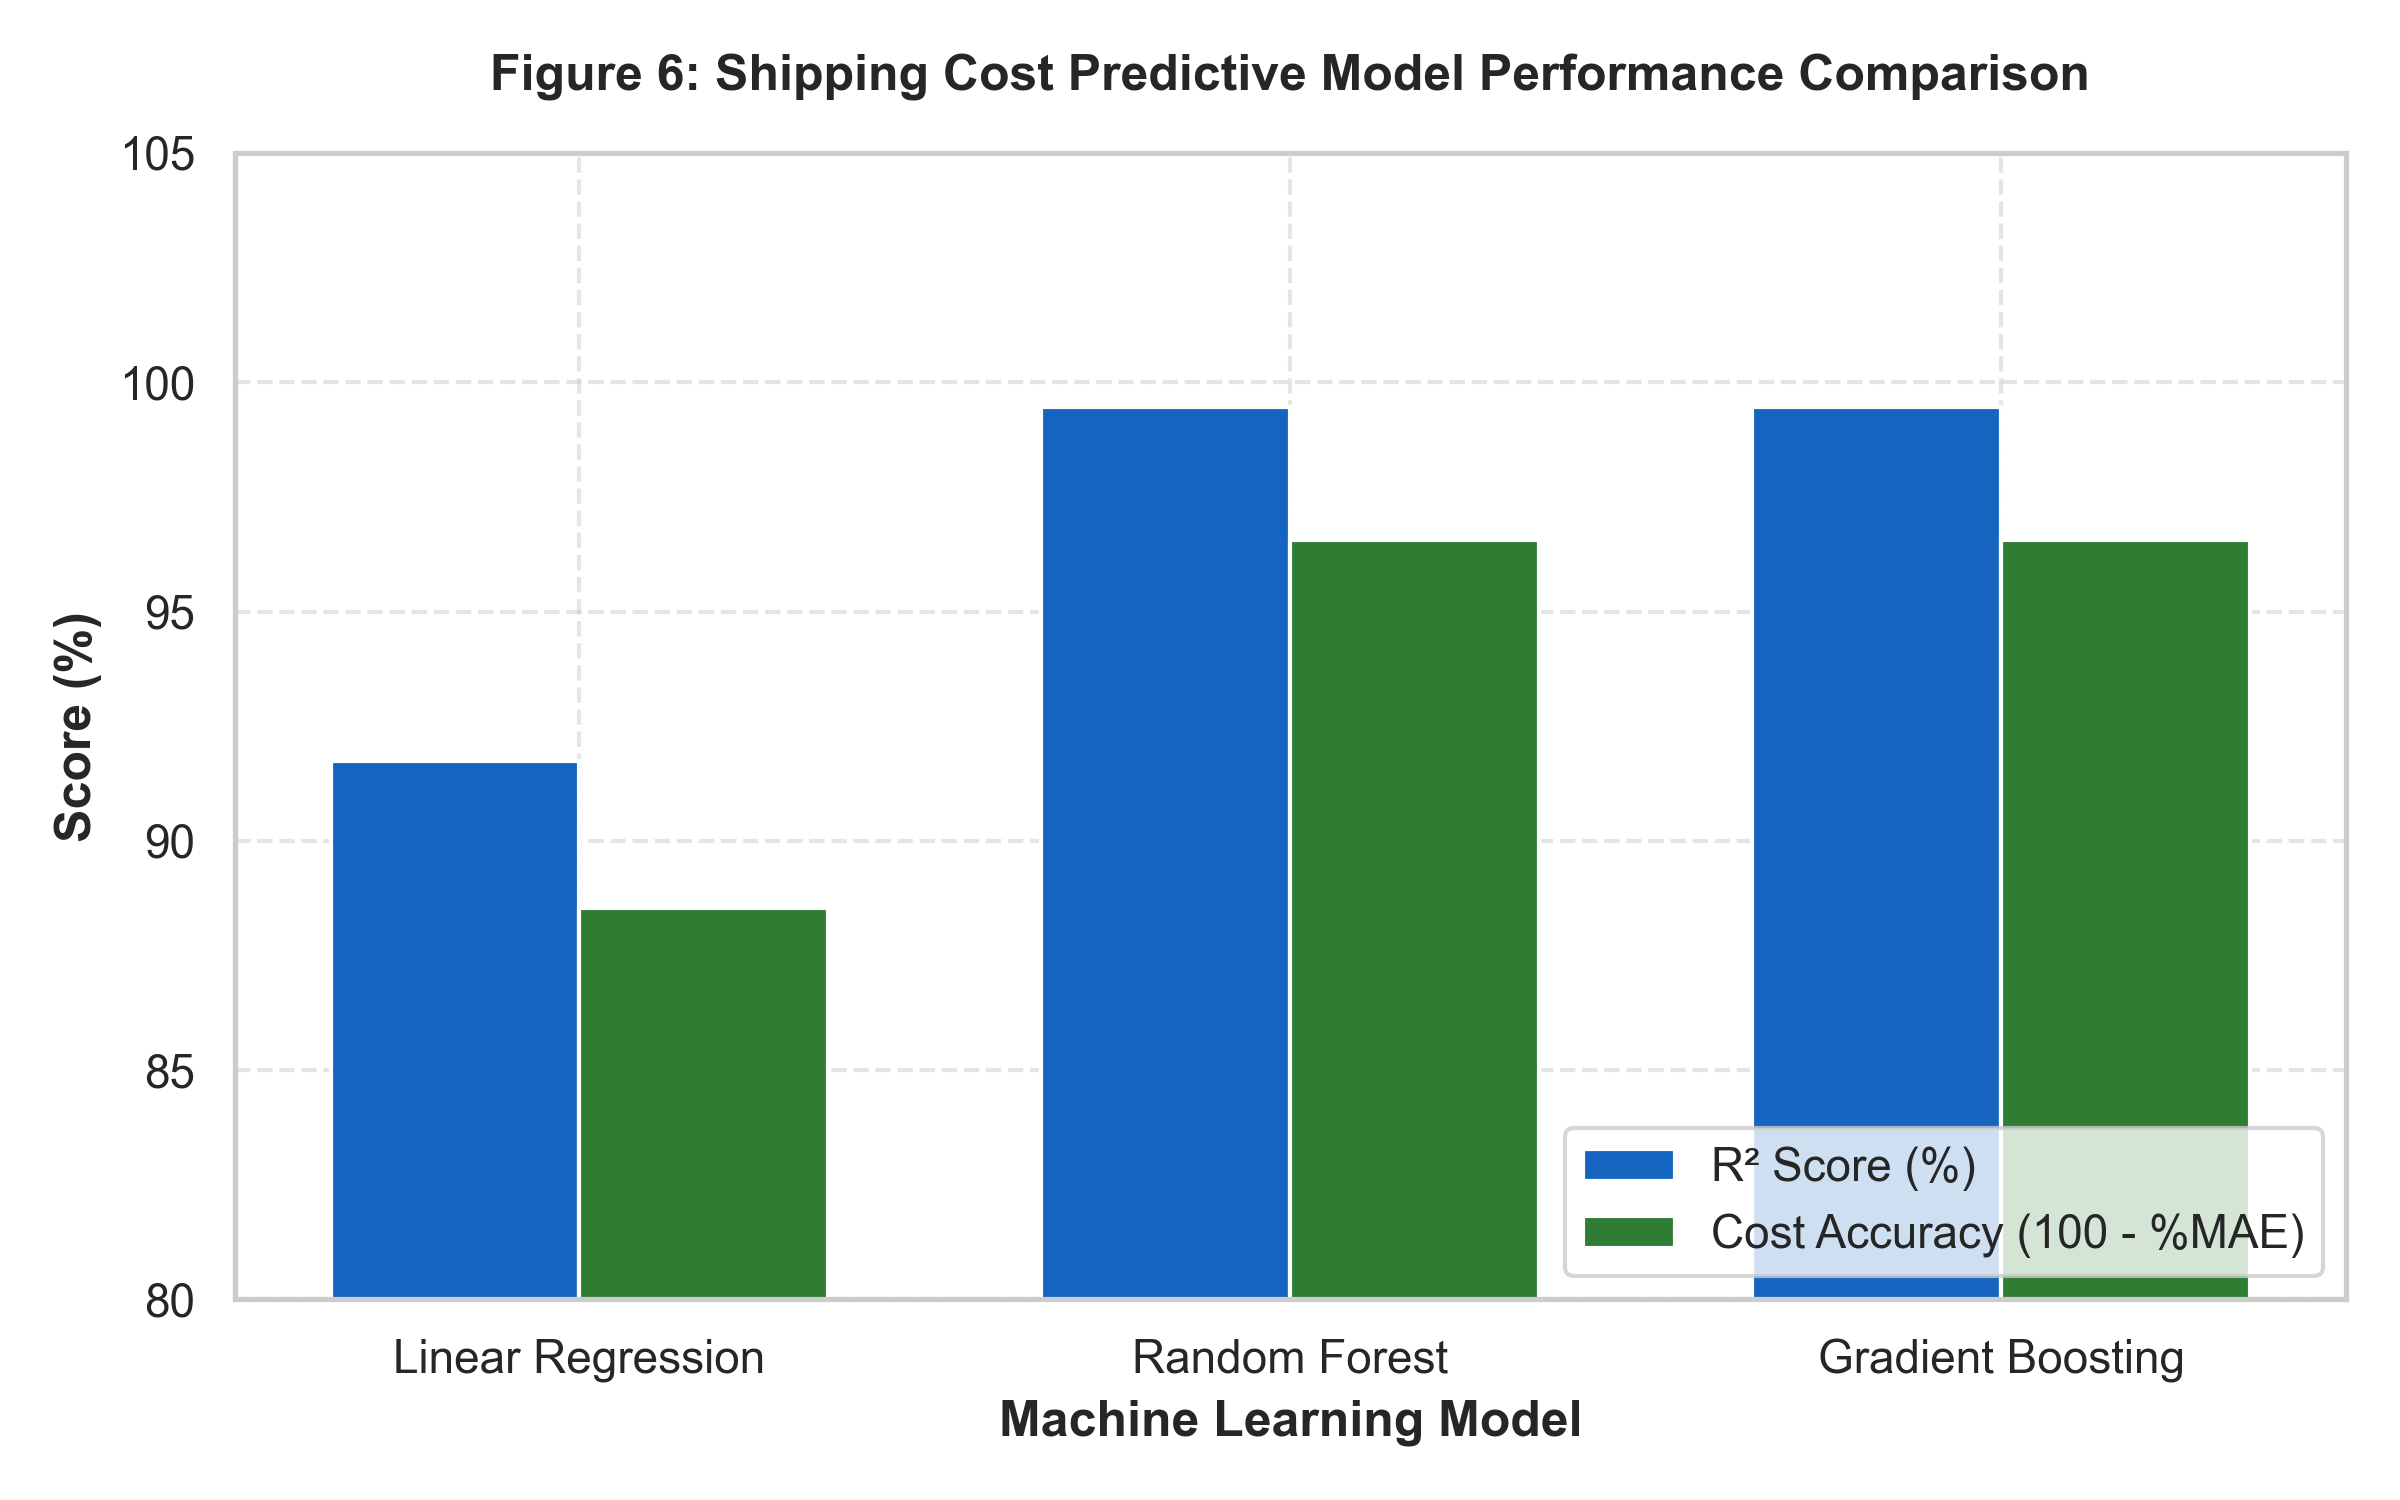 Figure 6: Shipping Cost Predictive Model Performance Comparison
105
100
95
90
85
80
Score (%)
R² Score (%)
Cost Accuracy (100 - %MAE)
Linear Regression
Random Forest
Gradient Boosting
Machine Learning Model